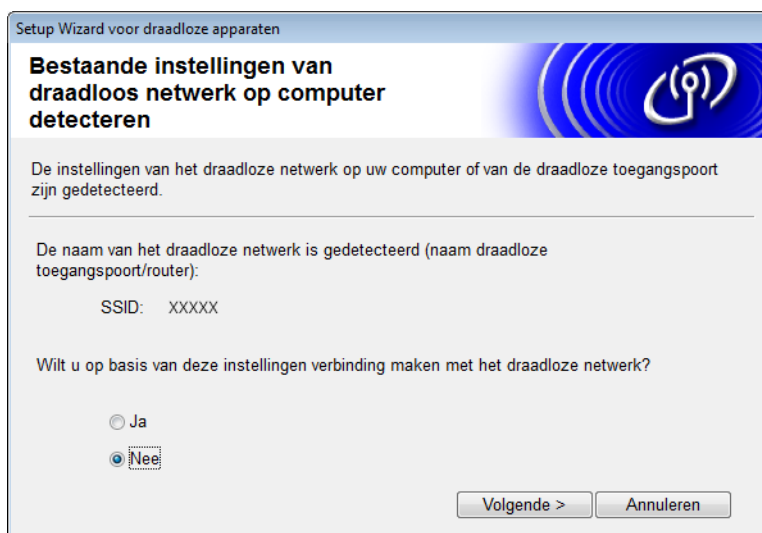 Setup Wizard voor draadloze apparaten
Bestaande instellingen van
draadloos netwerk op computer
detecteren
De instellingen van het draadloze netwerk op uw computer of van de draadloze toegangspoort
zijn gedetecteerd.
De naam van het draadloze netwerk is gedetecteerd (naam draadloze
toegangspoort/router):
SSID: XXXXX
Wilt u op basis van deze instellingen verbinding maken met het draadloze netwerk?
Ja
Nee
Volgende > Annuleren